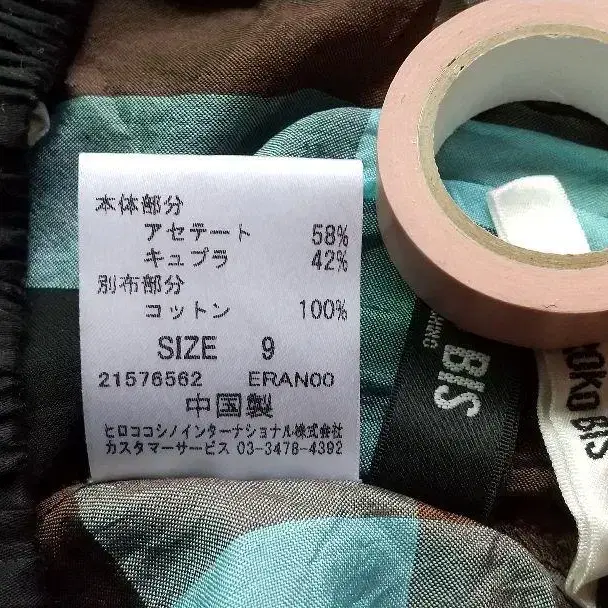 本体部分
アセテート 58%
キュプラ 42%
別布部分
コットン 100%
SIZE 9
21576562 ERAN00
中国製
ヒロココシノインターナショナル株式会社
カスタマーサービス 03-3478-4392
BIS
BIS